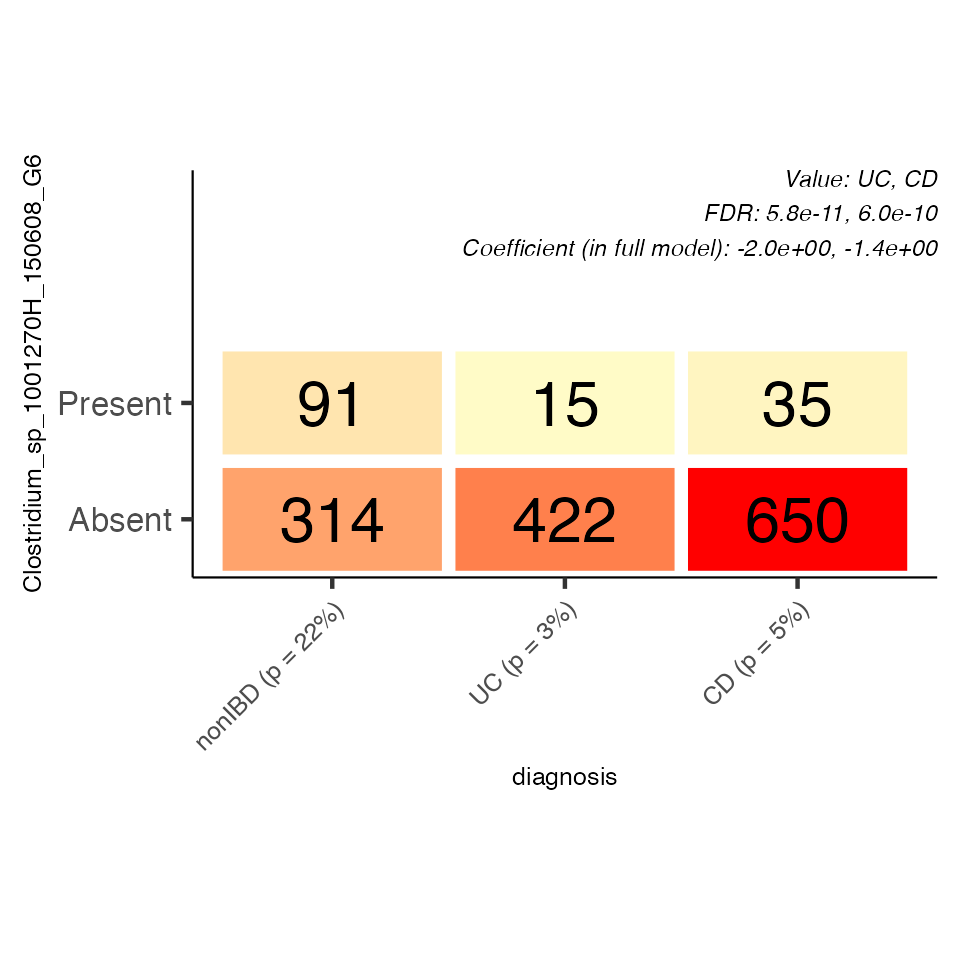 Value: UC, CD
FDR: 5.8e-11, 6.0e-10
Coefficient (in full model): -2.0e+00, -1.4e+00
Clostridium_sp_1001270H_150608_G6
Present 91 15 35
Absent 314 422 650
nonIBD (p = 22%) UC (p = 3%) CD (p = 5%)
diagnosis